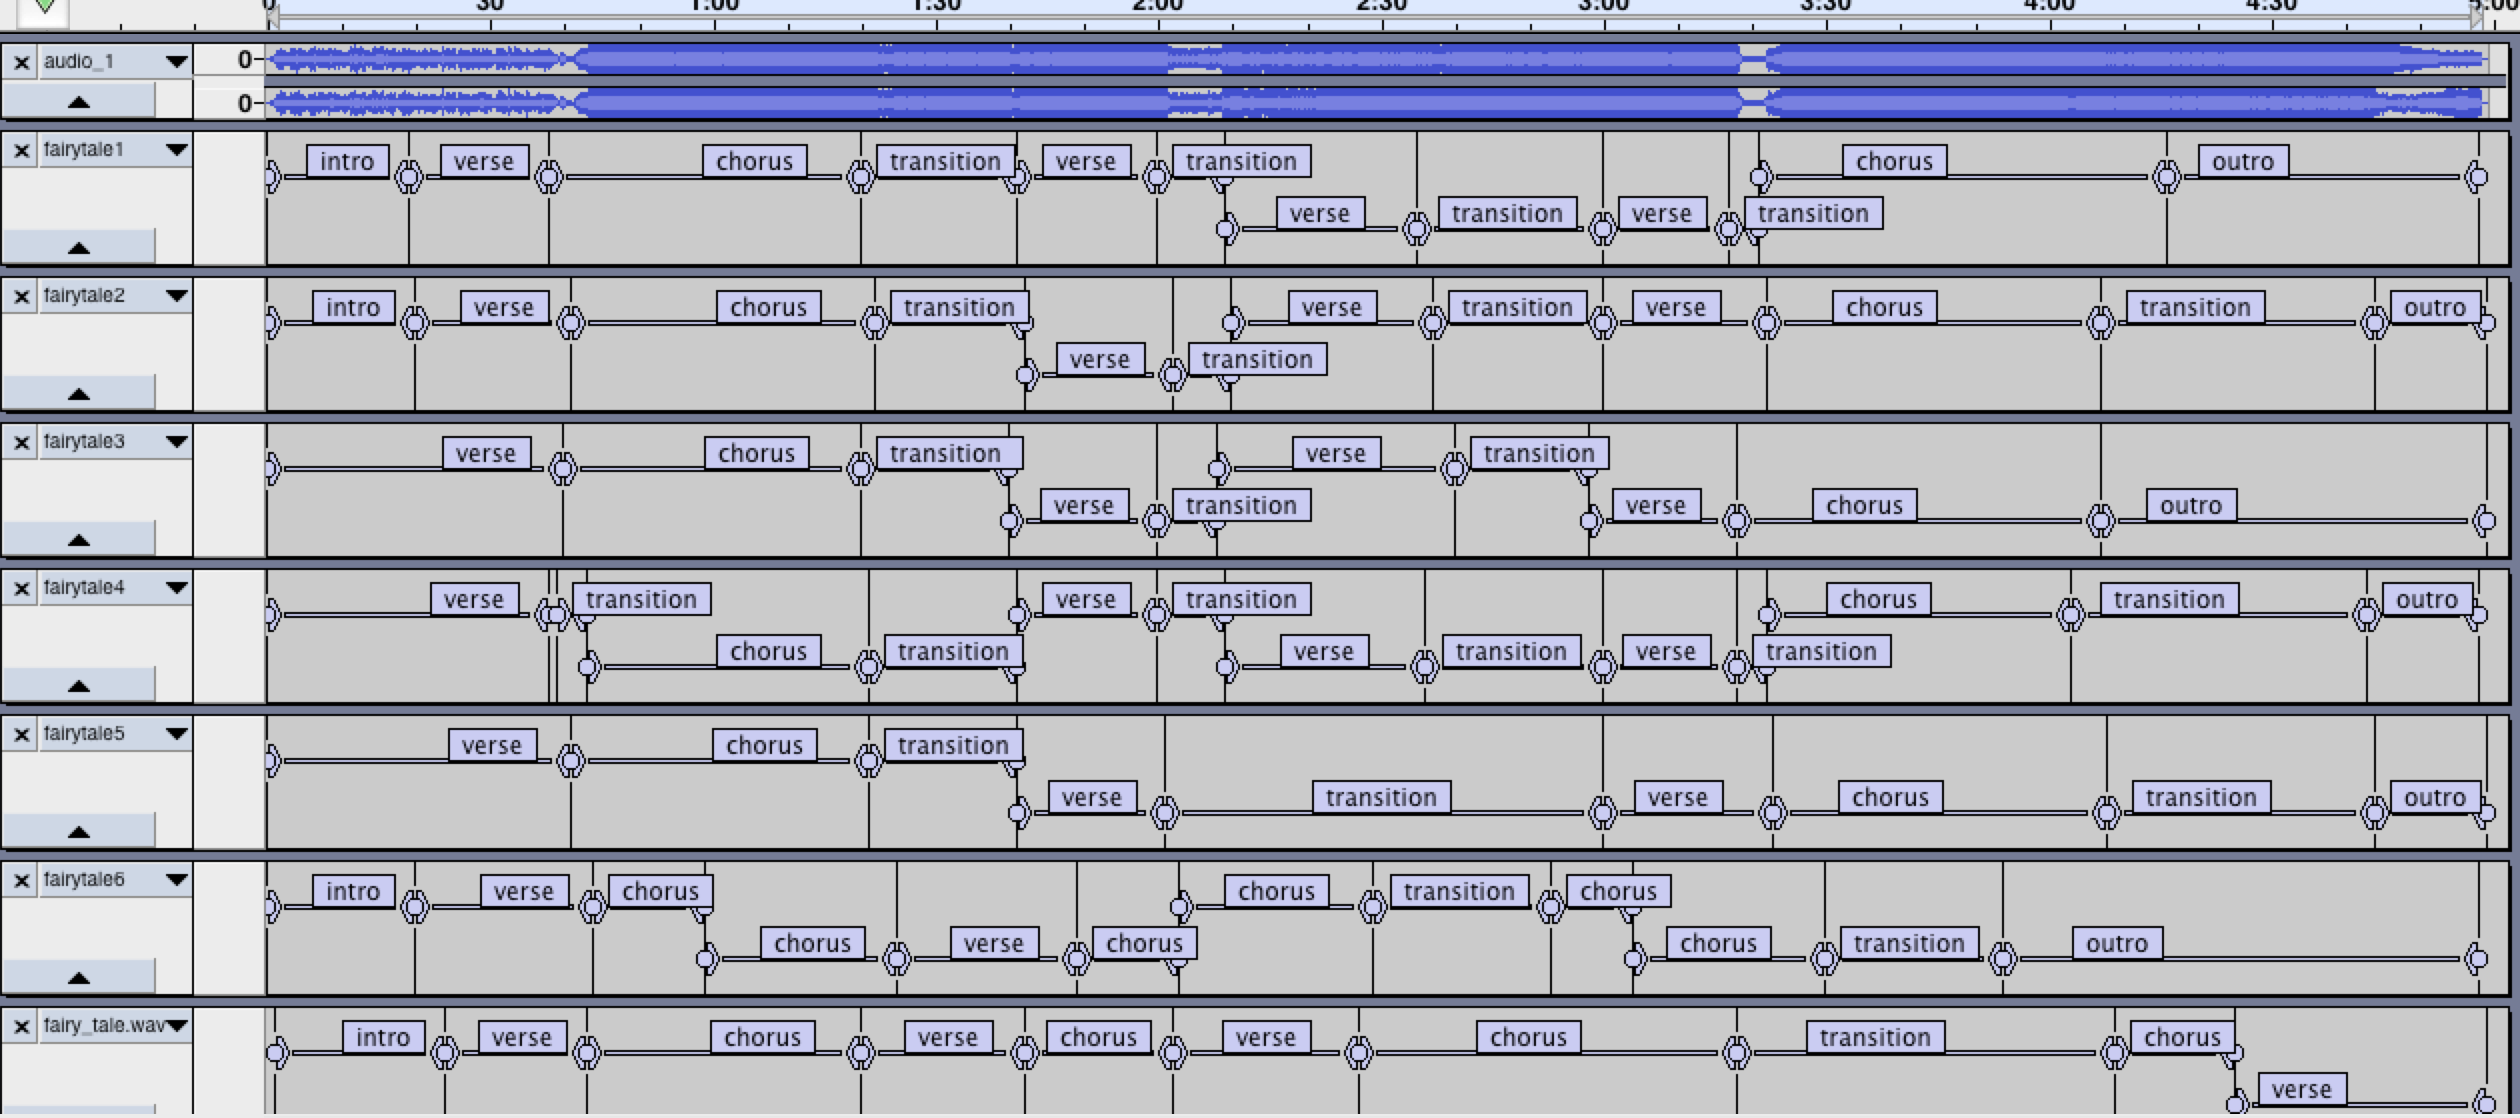 0 30 1:00 1:30 2:00 2:30 3:00 3:30 4:00 4:30 5:00
audio_1 0
0
fairytale1 intro verse chorus transition verse transition chorus outro
verse transition verse transition
fairytale2 intro verse chorus transition verse transition verse chorus transition outro
verse transition
fairytale3 verse chorus transition verse transition
verse transition verse chorus outro
fairytale4 verse transition verse transition chorus transition outro
chorus transition verse transition verse transition
fairytale5 verse chorus transition
verse transition verse chorus transition outro
fairytale6 intro verse chorus chorus transition chorus
chorus verse chorus chorus transition outro
fairy_tale.wav intro verse chorus verse chorus verse chorus transition chorus
verse